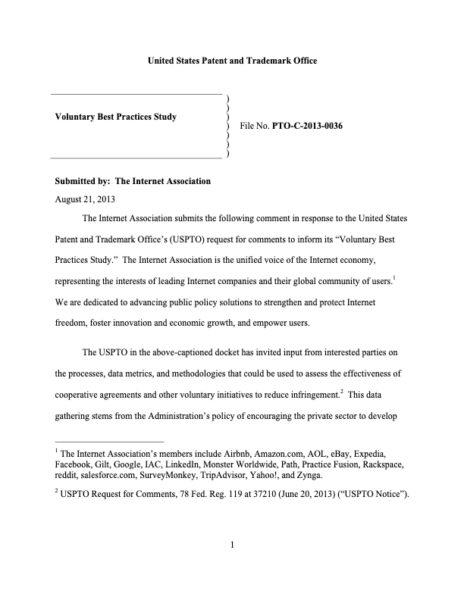 United States Patent and Trademark Office
)
)
Voluntary Best Practices Study ) File No. PTO-C-2013-0036
)
)
)
Submitted by: The Internet Association
August 21, 2013
The Internet Association submits the following comment in response to the United States
Patent and Trademark Office's (USPTO) request for comments to inform its "Voluntary Best
Practices Study." The Internet Association is the unified voice of the Internet economy,
representing the interests of leading Internet companies and their global community of users.1
We are dedicated to advancing public policy solutions to strengthen and protect Internet
freedom, foster innovation and economic growth, and empower users.
The USPTO in the above-captioned docket has invited input from interested parties on
the processes, data metrics, and methodologies that could be used to assess the effectiveness of
cooperative agreements and other voluntary initiatives to reduce infringement.2 This data
gathering stems from the Administration's policy of encouraging the private sector to develop
1 The Internet Association's members include Airbnb, Amazon.com, AOL, eBay, Expedia,
Facebook, Gilt, Google, IAC, LinkedIn, Monster Worldwide, Path, Practice Fusion, Rackspace,
reddit, salesforce.com, SurveyMonkey, TripAdvisor, Yahoo!, and Zynga.
2 USPTO Request for Comments, 78 Fed. Reg. 119 at 37210 (June 20, 2013) ("USPTO Notice").
1